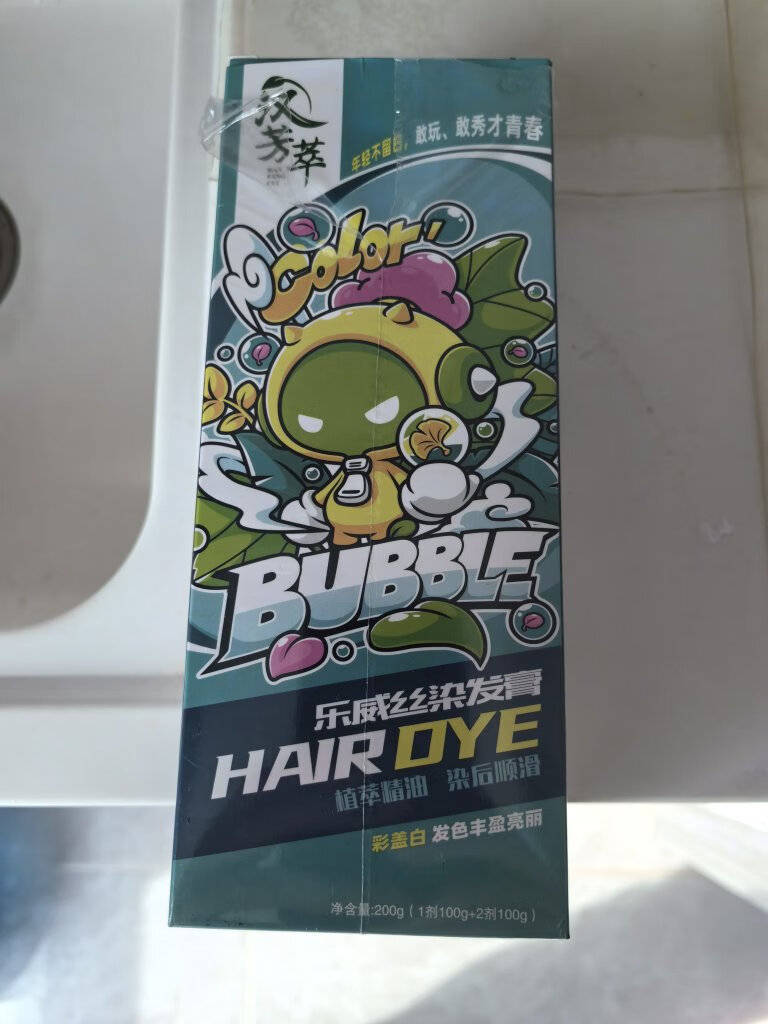 汉芳萃
年轻不留白，敢玩、敢秀才青春
Color'
BUBBLE
乐威丝染发膏
HAIR DYE
植萃精油 染后顺滑
彩盖白 发色丰盈亮丽
净含量:200g（1剂100g+2剂100g）